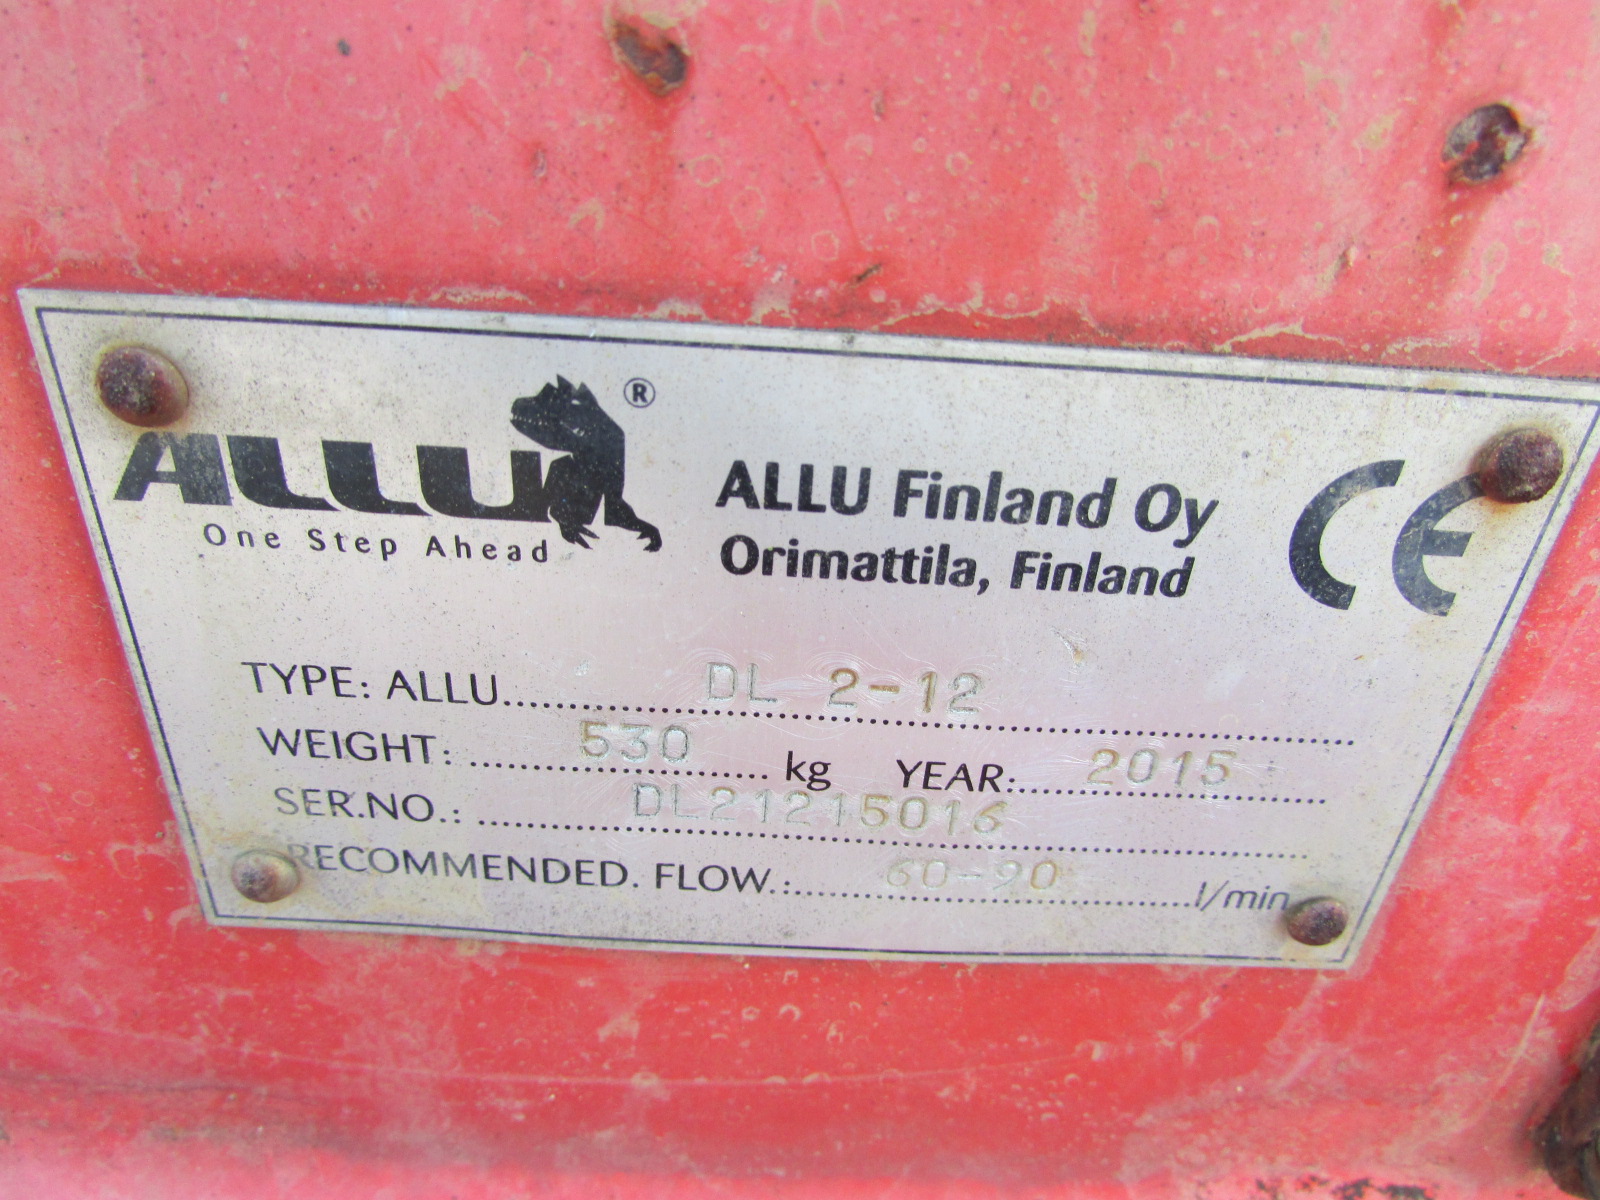 ALLU ®
One Step Ahead
ALLU Finland Oy
Orimattila, Finland
CE
TYPE: ALLU DL 2-12
WEIGHT: 530 kg YEAR: 2015
SER.NO.: DL21215016
RECOMMENDED. FLOW.: 60-90 l/min